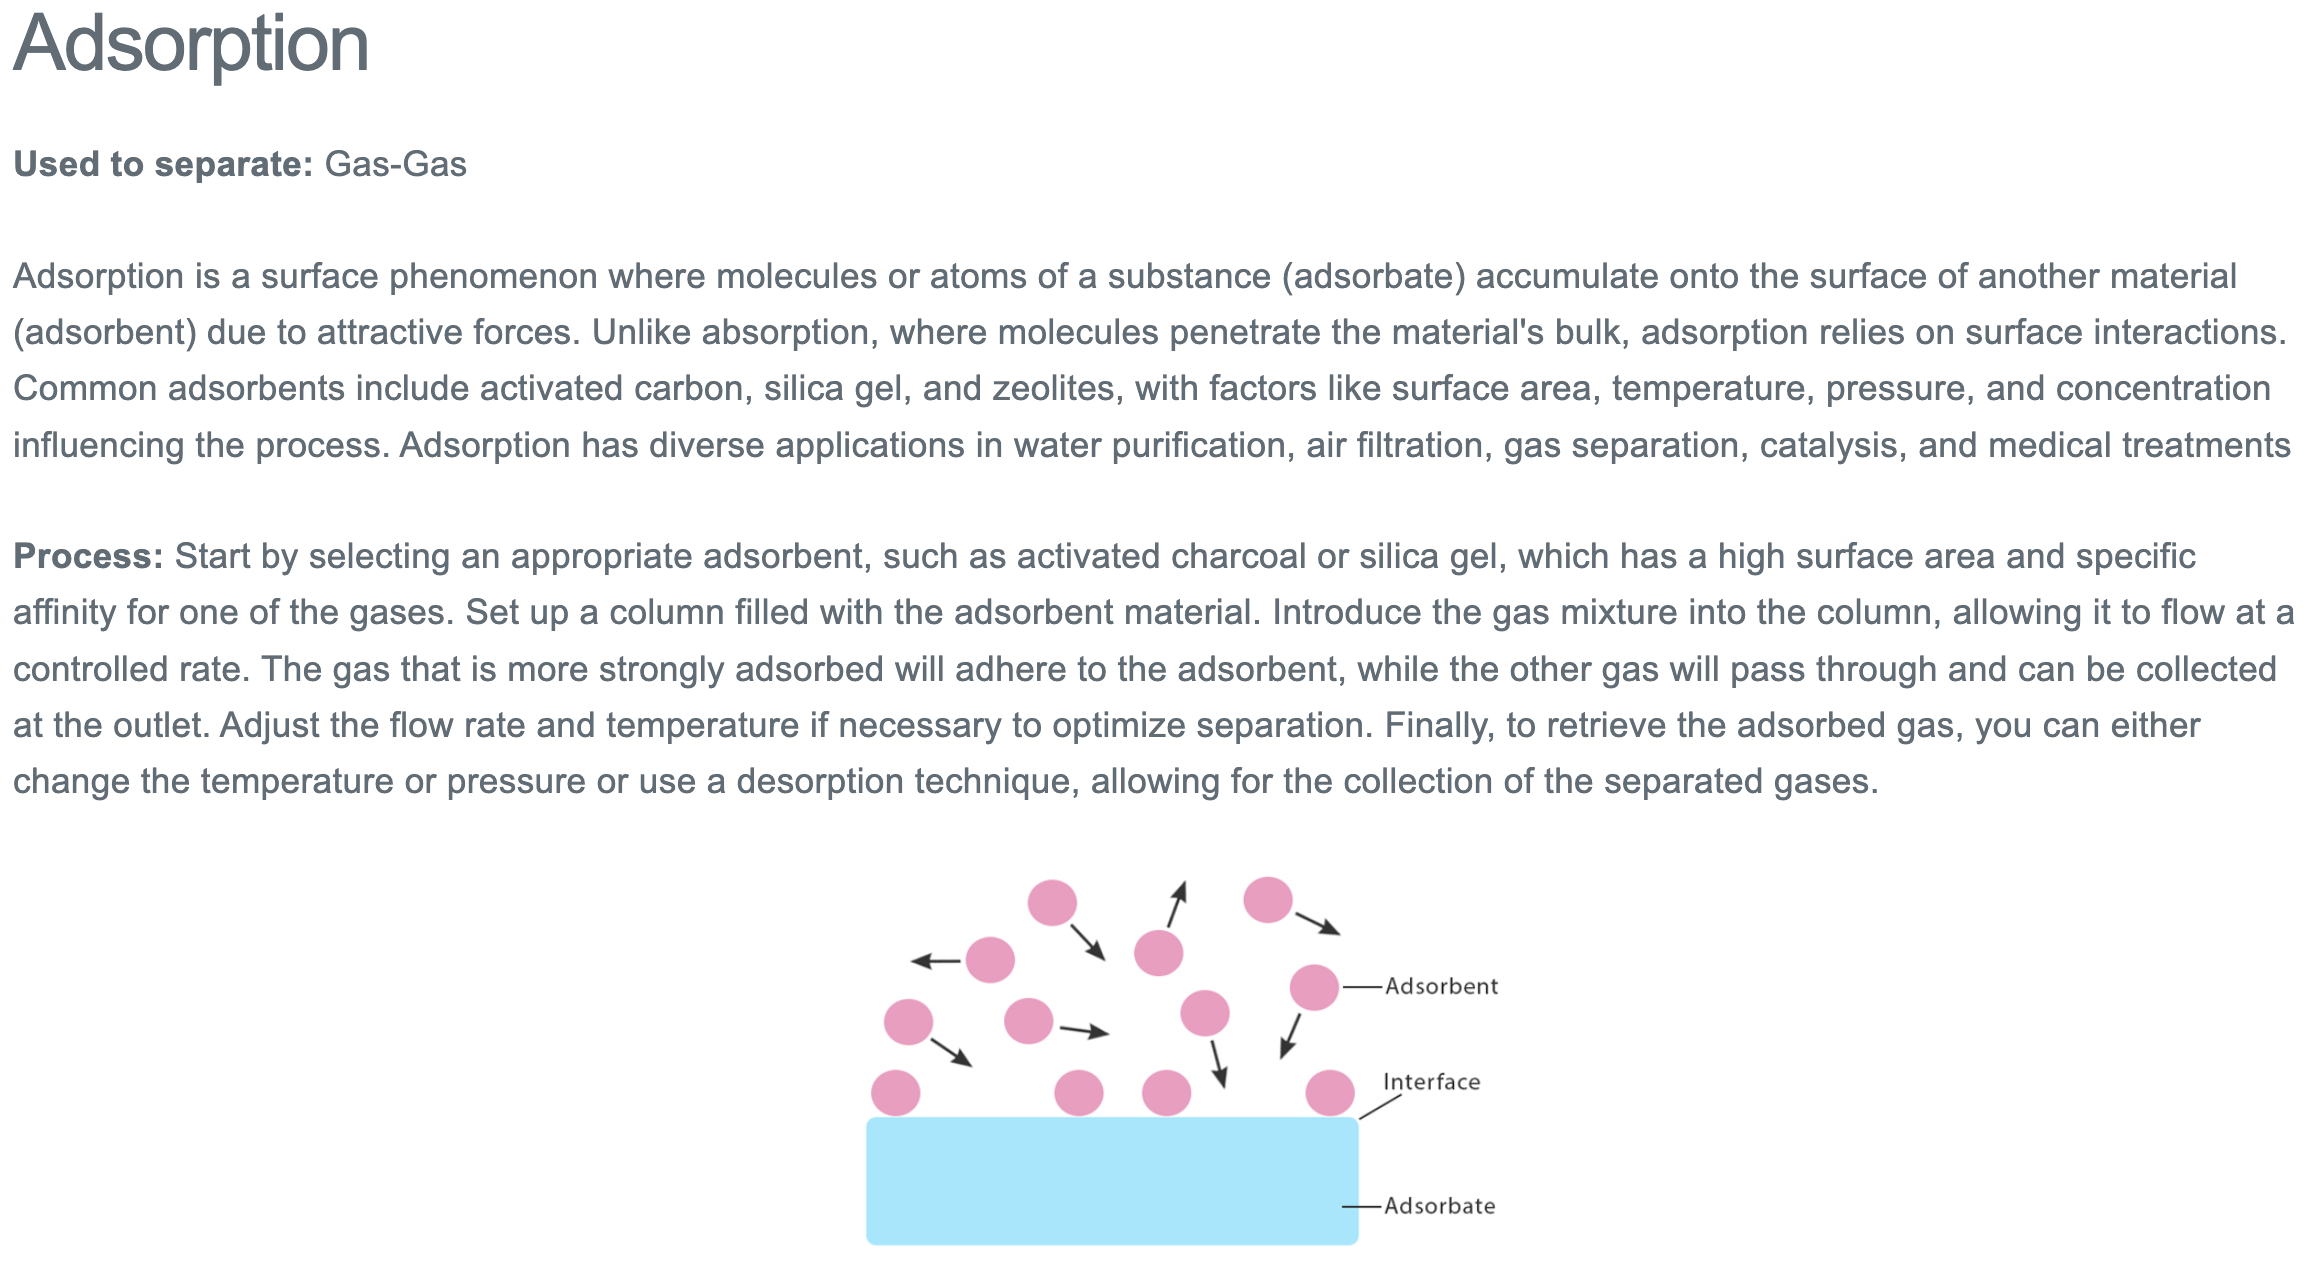 Adsorption
Used to separate: Gas-Gas
Adsorption is a surface phenomenon where molecules or atoms of a substance (adsorbate) accumulate onto the surface of another material
(adsorbent) due to attractive forces. Unlike absorption, where molecules penetrate the material's bulk, adsorption relies on surface interactions.
Common adsorbents include activated carbon, silica gel, and zeolites, with factors like surface area, temperature, pressure, and concentration
influencing the process. Adsorption has diverse applications in water purification, air filtration, gas separation, catalysis, and medical treatments
Process: Start by selecting an appropriate adsorbent, such as activated charcoal or silica gel, which has a high surface area and specific
affinity for one of the gases. Set up a column filled with the adsorbent material. Introduce the gas mixture into the column, allowing it to flow at a
controlled rate. The gas that is more strongly adsorbed will adhere to the adsorbent, while the other gas will pass through and can be collected
at the outlet. Adjust the flow rate and temperature if necessary to optimize separation. Finally, to retrieve the adsorbed gas, you can either
change the temperature or pressure or use a desorption technique, allowing for the collection of the separated gases.
Adsorbent
Interface
Adsorbate